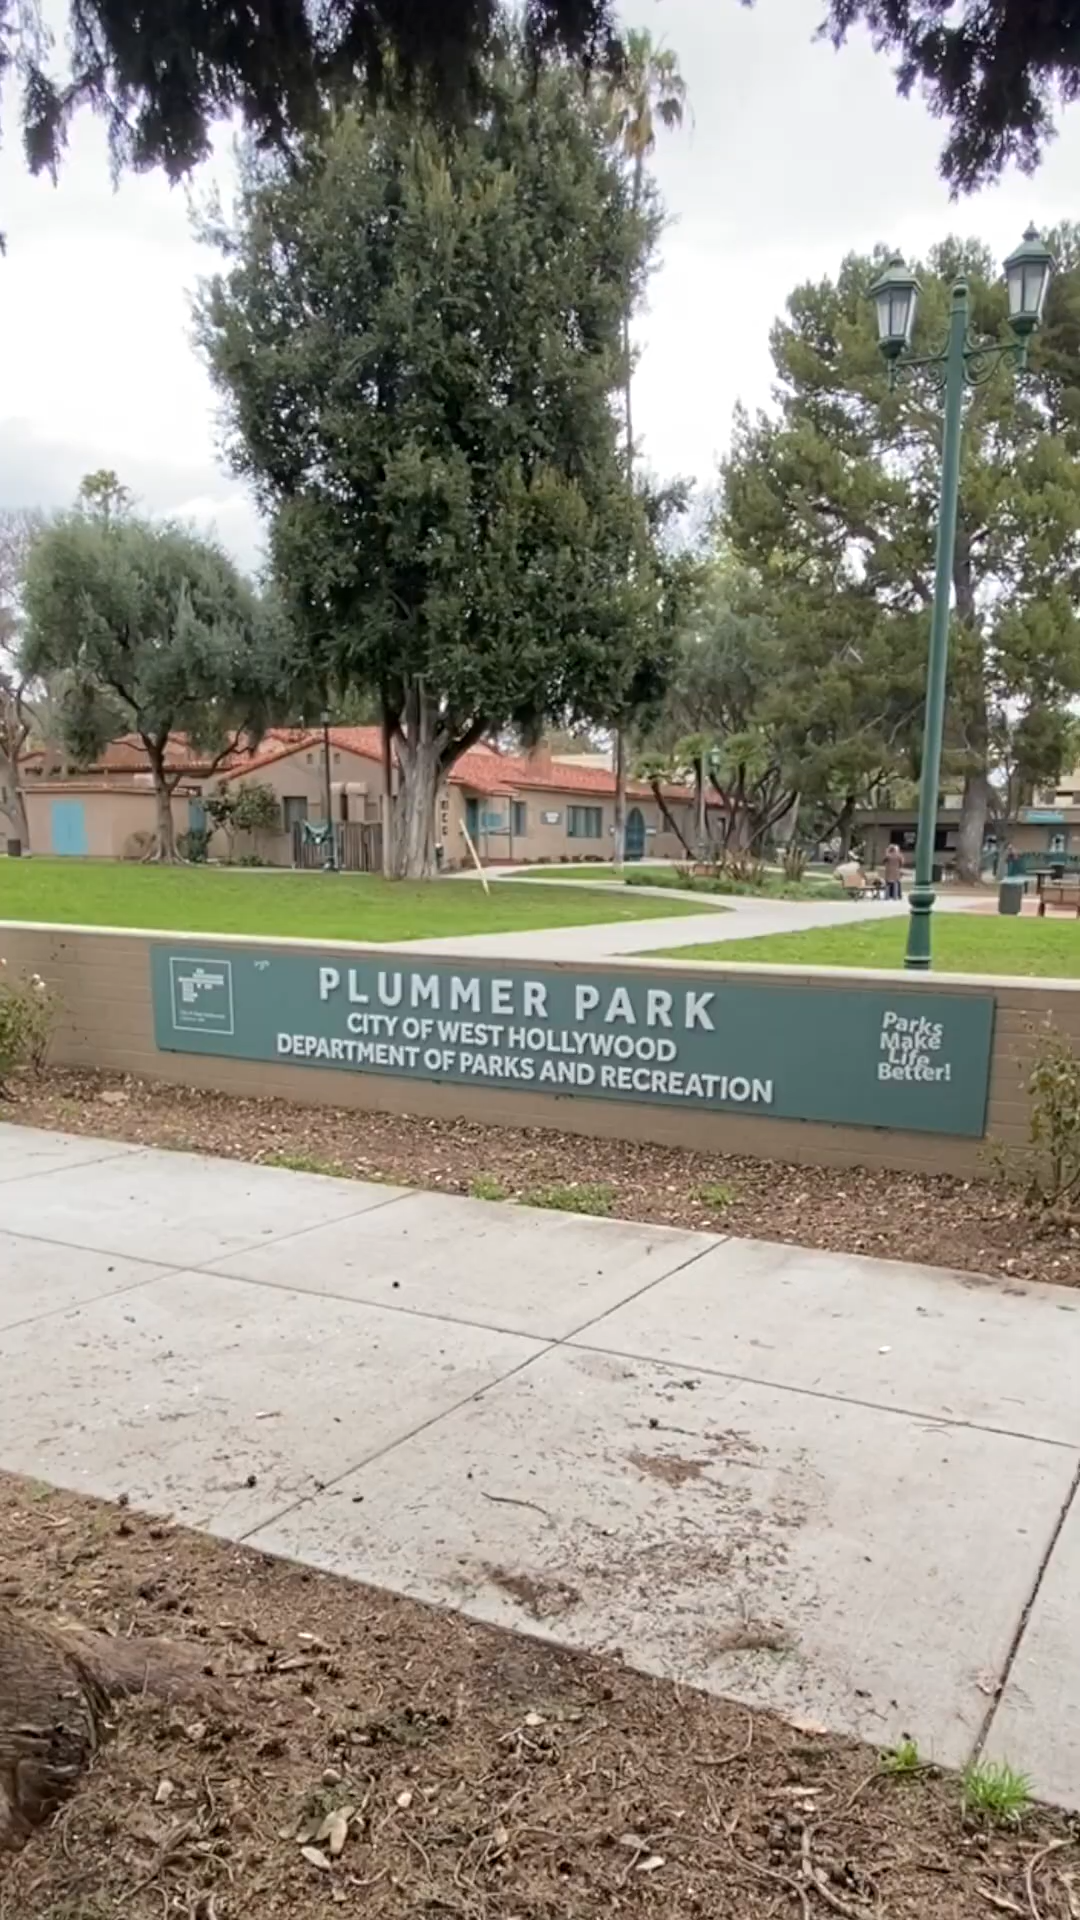 PLUMMER PARK
CITY OF WEST HOLLYWOOD
DEPARTMENT OF PARKS AND RECREATION
Parks
Make
Life
Better!